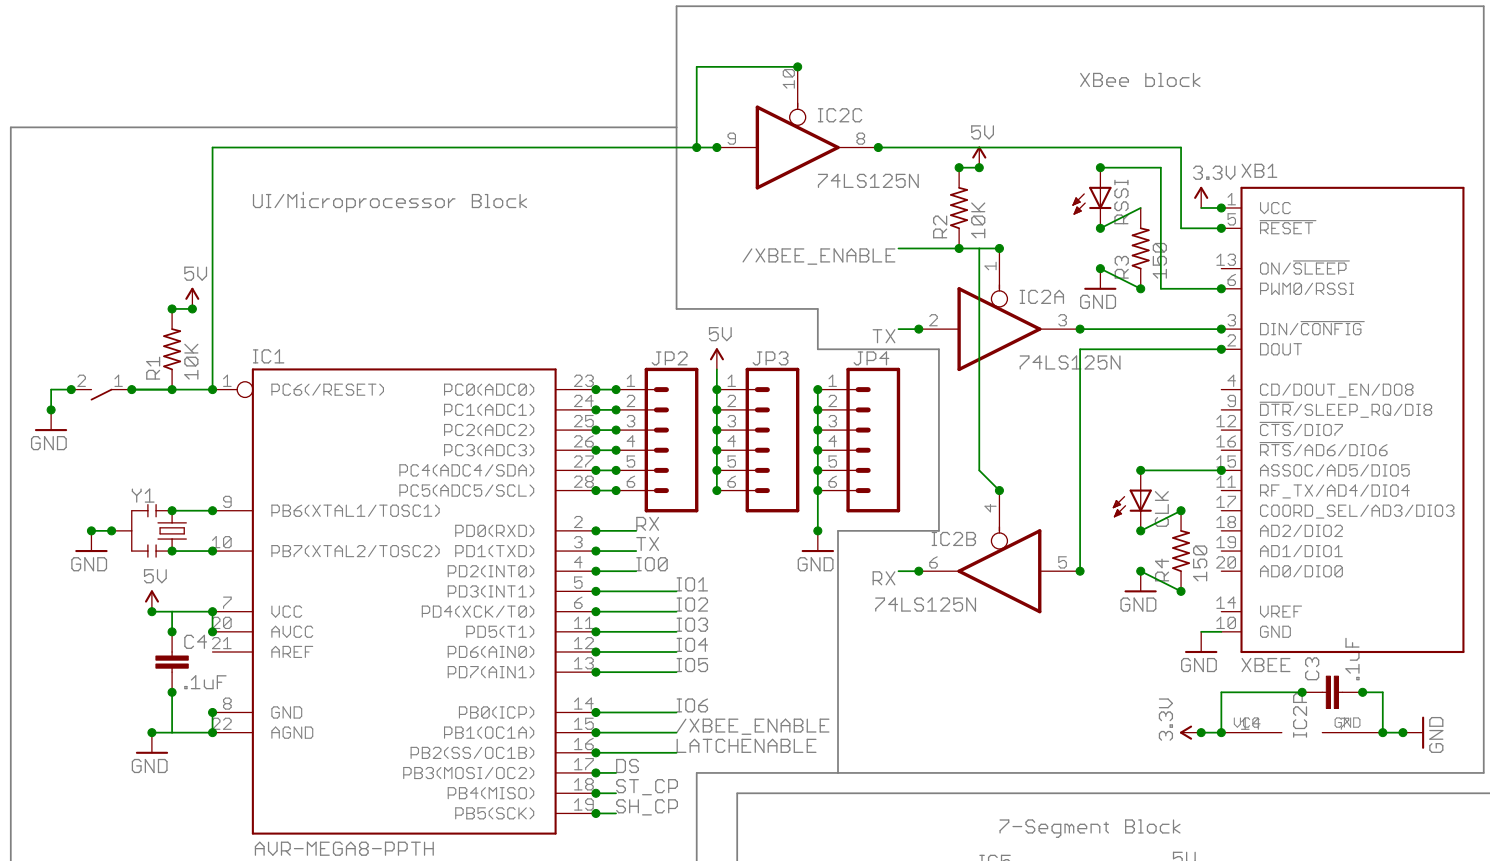 XBee block
10
IC2C
9
8
74LS125N
5V
R2
10K
/XBEE_ENABLE
1
IC2A
TX
2
3
74LS125N
4
IC2B
RX
6
5
74LS125N
RSSI
R3
150
GND
CLK
R4
150
GND
3.3V
XB1
1 VCC
5 RESET
13 ON/SLEEP
6 PWM0/RSSI
3 DIN/CONFIG
2 DOUT
4 CD/DOUT_EN/DO8
9 DTR/SLEEP_RQ/DI8
12 CTS/DIO7
16 RTS/AD6/DIO6
15 ASSOC/AD5/DIO5
11 RF_TX/AD4/DIO4
17 COORD_SEL/AD3/DIO3
18 AD2/DIO2
19 AD1/DIO1
20 AD0/DIO0
14 VREF
10 GND
GND
XBEE
C3
.1uF
3.3V
IC2P
GND
GND
UI/Microprocessor Block
5V
R1
10K
2 1
GND
IC1
1 PC6(/RESET)
Y1
9 PB6(XTAL1/TOSC1)
10 PB7(XTAL2/TOSC2)
GND
5V
7 VCC
20 AVCC
21 AREF
C4
.1uF
8 GND
22 AGND
GND
PC0(ADC0) 23
PC1(ADC1) 24
PC2(ADC2) 25
PC3(ADC3) 26
PC4(ADC4/SDA) 27
PC5(ADC5/SCL) 28
PD0(RXD) 2 RX
PD1(TXD) 3 TX
PD2(INT0) 4 IO0
PD3(INT1) 5 IO1
PD4(XCK/T0) 6 IO2
PD5(T1) 11 IO3
PD6(AIN0) 12 IO4
PD7(AIN1) 13 IO5
PB0(ICP) 14 IO6
PB1(OC1A) 15 /XBEE_ENABLE
PB2(SS/OC1B) 16 LATCHENABLE
PB3(MOSI/OC2) 17 DS
PB4(MISO) 18 ST_CP
PB5(SCK) 19 SH_CP
AVR-MEGA8-PPTH
JP2
1
2
3
4
5
6
5V
JP3
1
2
3
4
5
6
JP4
1
2
3
4
5
6
GND
7-Segment Block
IC5
5V